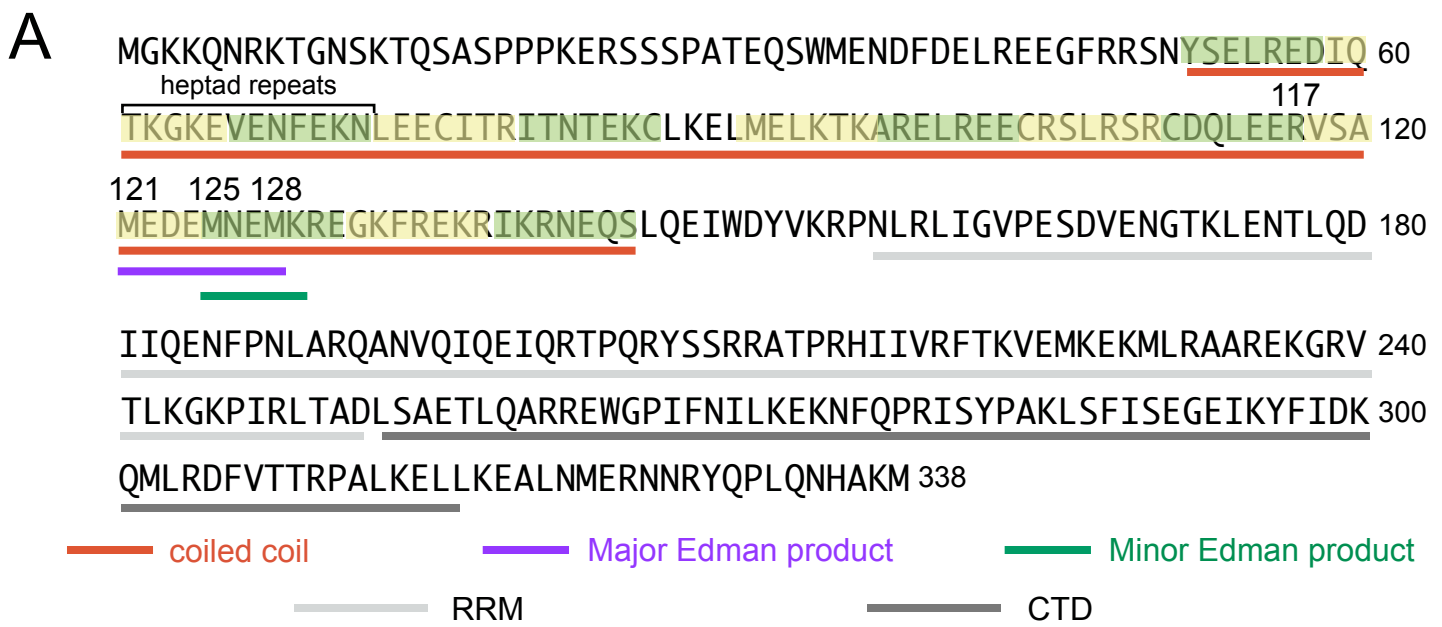 A
MGKKQNRKTGNSKTQSASPPPKERSSSPATEQSWMENDFDELREEGFRRSNYSELREDIQ 60
heptad repeats
117
TKGKEVENFEKNLEECITRITNTEKCLKELMELKTKARELREECRSLRSRCDQLEERVSA 120
121 125 128
MEDEMNEMKREGKFREKRIKRNEQSLQEIWDYVKRPNLRLIGVPESDVENGTKLENTLQD 180
IIQENFPNLARQANVQIQEIQRTPQRYSSRRATPRHIIVRFTKVEMKEKMLRAAREKGRV 240
TLKGKPIRLTADLSAETLQARREWGPIFNILKEKNFQPRISYPAKLSFISEGEIKYFIDK 300
QMLRDFVTTRPALKELLKEALNMERNNRYQPLQNHAKM 338
coiled coil Major Edman product Minor Edman product
RRM CTD